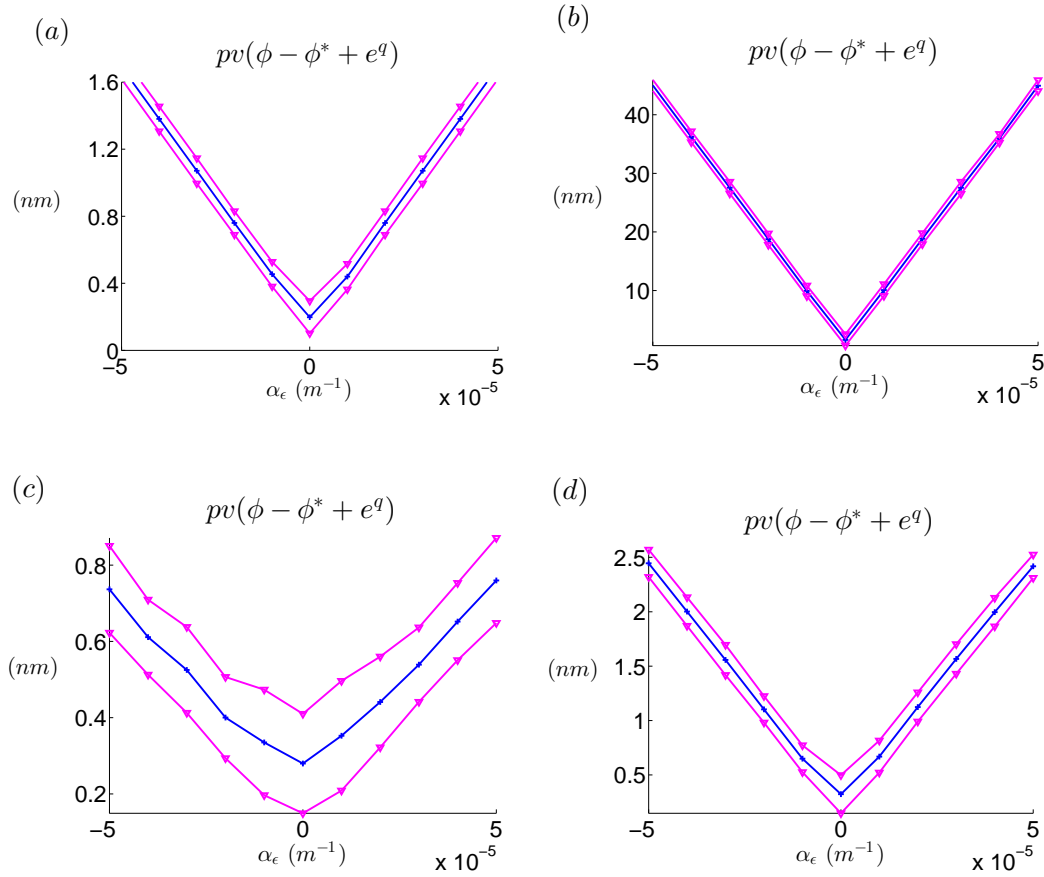 (a)
pv(ϕ − ϕ* + e^q)
1.6
1.2
(nm)
0.8
0.4
0
−5 0 5
α_ϵ (m⁻¹)
x 10⁻⁵
(b)
pv(ϕ − ϕ* + e^q)
40
30
(nm)
20
10
−5 0 5
α_ϵ (m⁻¹)
x 10⁻⁵
(c)
pv(ϕ − ϕ* + e^q)
0.8
0.6
(nm)
0.4
0.2
−5 0 5
α_ϵ (m⁻¹)
x 10⁻⁵
(d)
pv(ϕ − ϕ* + e^q)
2.5
2
(nm)
1.5
1
0.5
−5 0 5
α_ϵ (m⁻¹)
x 10⁻⁵